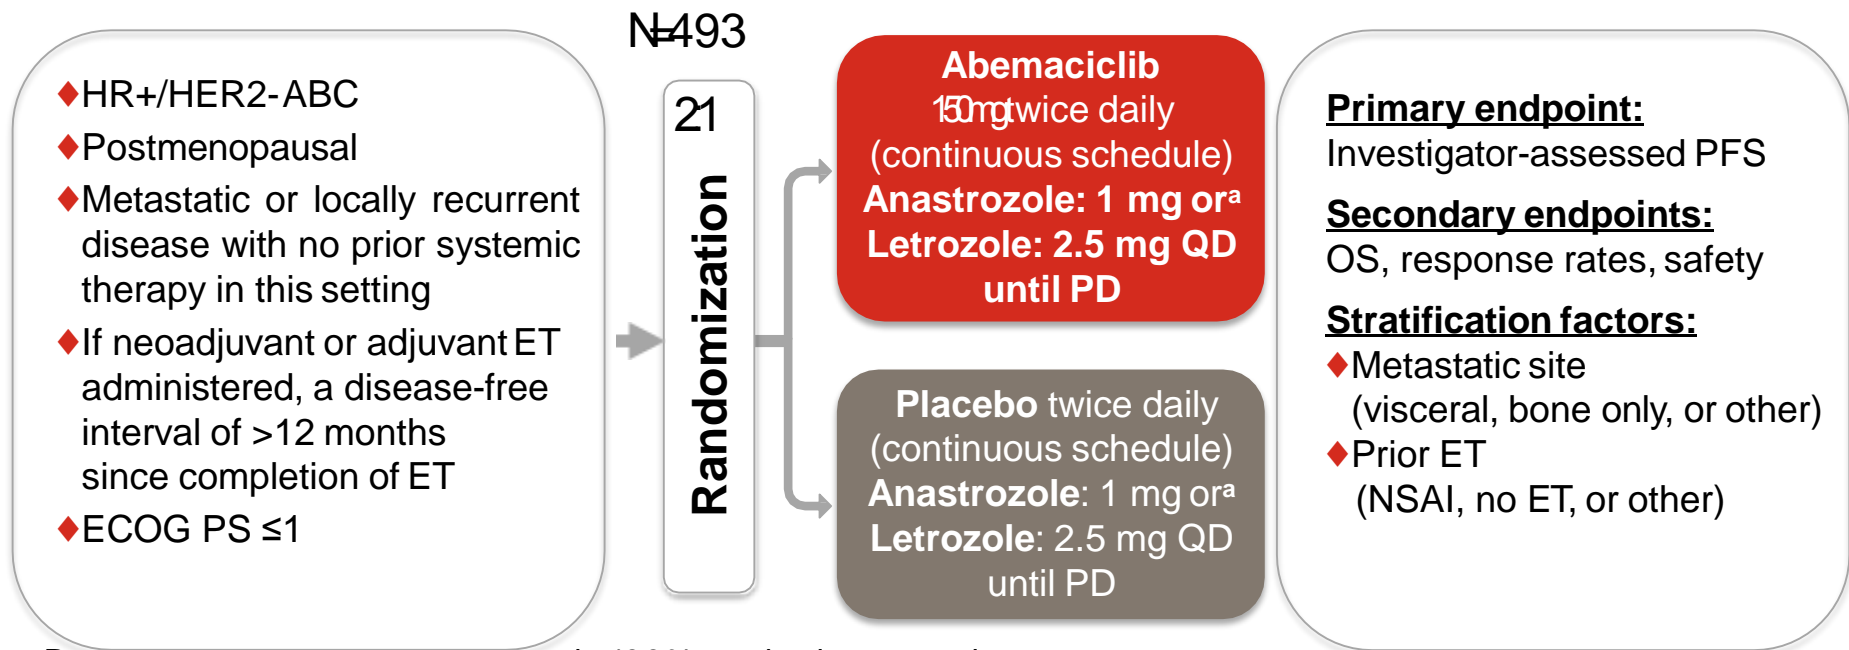 N=493
♦HR+/HER2-ABC
♦Postmenopausal
♦Metastatic or locally recurrent
disease with no prior systemic
therapy in this setting
♦If neoadjuvant or adjuvant ET
administered, a disease-free
interval of >12 months
since completion of ET
♦ECOG PS ≤1
21
Randomization
Abemaciclib
150mg twice daily
(continuous schedule)
Anastrozole: 1 mg orª
Letrozole: 2.5 mg QD
until PD
Placebo twice daily
(continuous schedule)
Anastrozole: 1 mg orª
Letrozole: 2.5 mg QD
until PD
Primary endpoint:
Investigator-assessed PFS
Secondary endpoints:
OS, response rates, safety
Stratification factors:
♦Metastatic site
(visceral, bone only, or other)
♦Prior ET
(NSAI, no ET, or other)